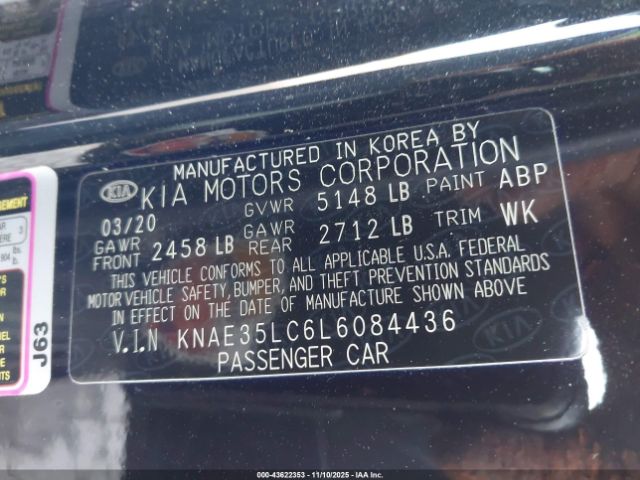 MANUFACTURED IN KOREA BY
KIA KIA MOTORS CORPORATION
03/20 GVWR 5148 LB PAINT ABP
GAWR FRONT 2458 LB GAWR REAR 2712 LB TRIM WK
THIS VEHICLE CONFORMS TO ALL APPLICABLE U.S.A. FEDERAL
MOTOR VEHICLE SAFETY, BUMPER, AND THEFT PREVENTION STANDARDS
IN EFFECT ON THE DATE OF MANUFACTURE SHOWN ABOVE
V.I.N KNAE35LC6L6084436
PASSENGER CAR
J63
000-43622353 | 11/10/2025 - IAA Inc.